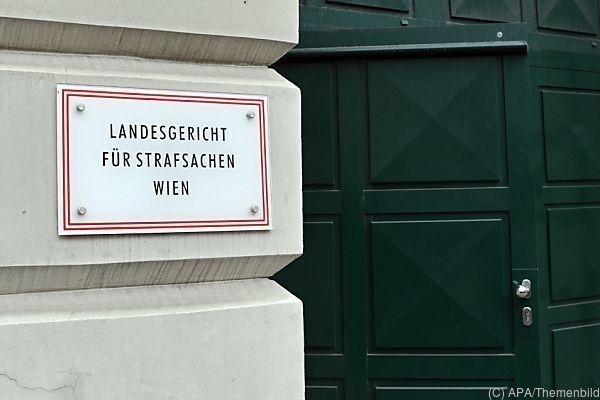 LANDESGERICHT
FÜR STRAFSACHEN
WIEN
(C) APA/Themenbild